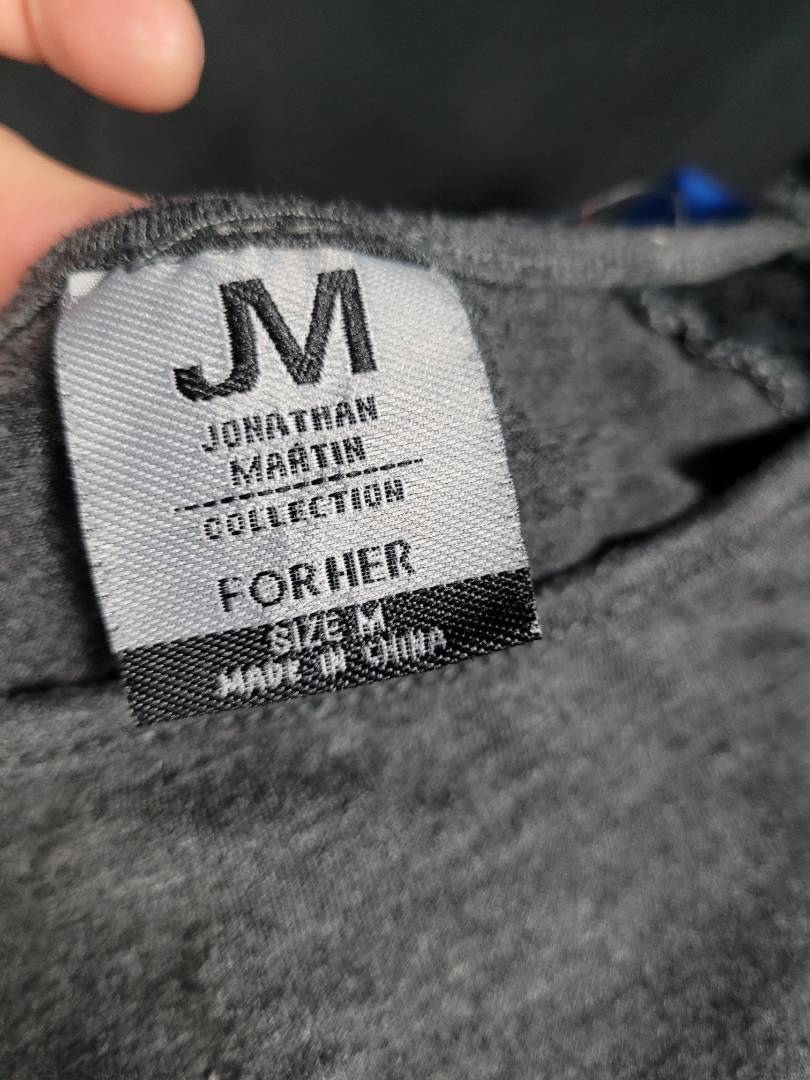 JM
JONATHAN
MARTIN
COLLECTION
FOR HER
SIZE M
MADE IN CHINA